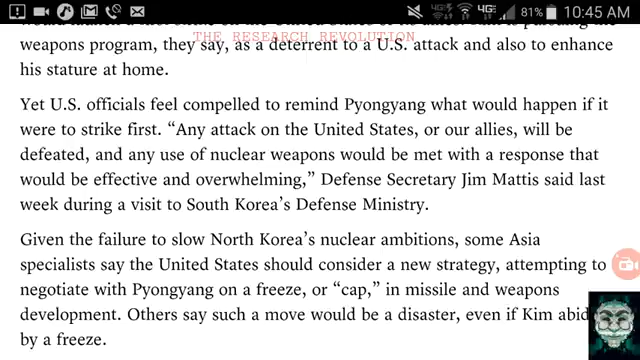 81% 10:45 AM
THE RESEARCH REVOLUTION
weapons program, they say, as a deterrent to a U.S. attack and also to enhance
his stature at home.
Yet U.S. officials feel compelled to remind Pyongyang what would happen if it
were to strike first. “Any attack on the United States, or our allies, will be
defeated, and any use of nuclear weapons would be met with a response that
would be effective and overwhelming,” Defense Secretary Jim Mattis said last
week during a visit to South Korea’s Defense Ministry.
Given the failure to slow North Korea’s nuclear ambitions, some Asia
specialists say the United States should consider a new strategy, attempting to
negotiate with Pyongyang on a freeze, or “cap,” in missile and weapons
development. Others say such a move would be a disaster, even if Kim abid
by a freeze.